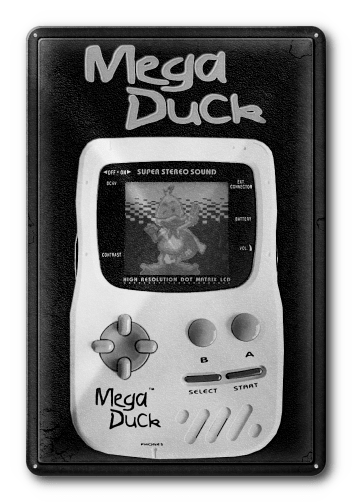 Mega
Duck
◄OFF • ON► SUPER STEREO SOUND
DC 6V
EXT
CONNECTOR
BATTERY
VOL
CONTRAST
HIGH RESOLUTION DOT MATRIX LCD
B A
SELECT START
Mega™
Duck
PHONES